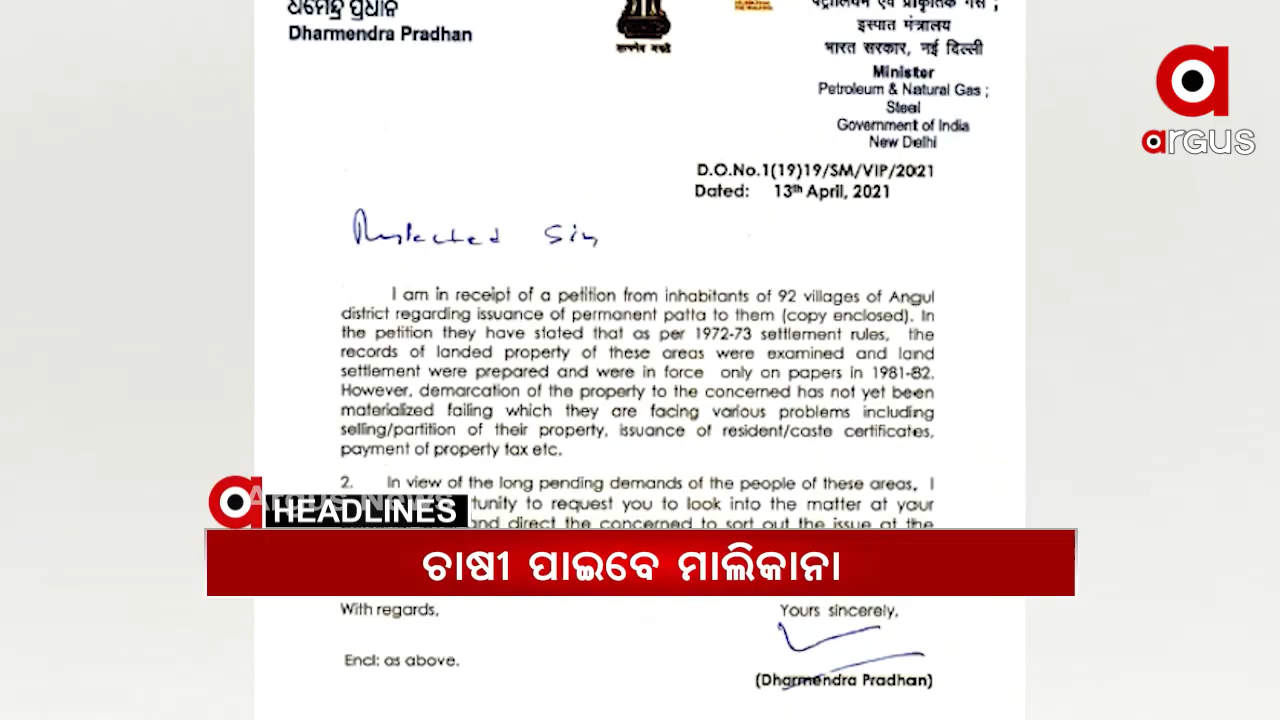 ଧର୍ମେନ୍ଦ୍ର ପ୍ରଧାନ
Dharmendra Pradhan
सत्यमेव जयते
पेट्रोलियम एवं प्राकृतिक गैस ;
इस्पात मंत्रालय
भारत सरकार, नई दिल्ली
Minister
Petroleum & Natural Gas ;
Steel
Government of India
New Delhi
argus
D.O.No.1(19)19/SM/VIP/2021
Dated: 13th April, 2021
Respected Sir
I am in receipt of a petition from inhabitants of 92 villages of Angul
district regarding issuance of permanent patta to them (copy enclosed). In
the petition they have stated that as per 1972-73 settlement rules, the
records of landed property of these areas were examined and land
settlement were prepared and were in force only on papers in 1981-82.
However, demarcation of the property to the concerned has not yet been
materialized failing which they are facing various problems including
selling/partition of their property, issuance of resident/caste certificates,
payment of property tax etc.
2. In view of the long pending demands of the people of these areas, I
to request you to look into the matter at your
and direct the concerned to sort out the issue at the
HEADLINES
ଚାଷୀ ପାଇବେ ମାଲିକାନା
With regards,
Yours sincerely,
Encl: as above.
(Dharmendra Pradhan)